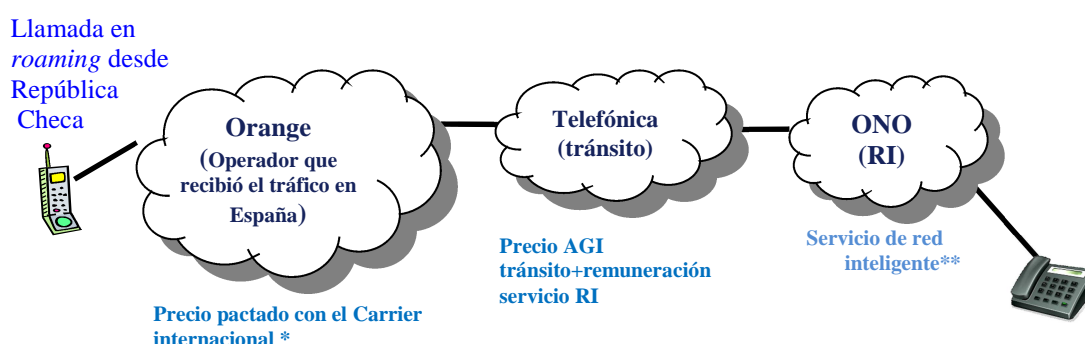 Llamada en
roaming desde
República
Checa
Orange
(Operador que
recibió el tráfico en
España)
Telefónica
(tránsito)
ONO
(RI)
Precio AGI
tránsito+remuneración
servicio RI
Servicio de red
inteligente**
Precio pactado con el Carrier
internacional *